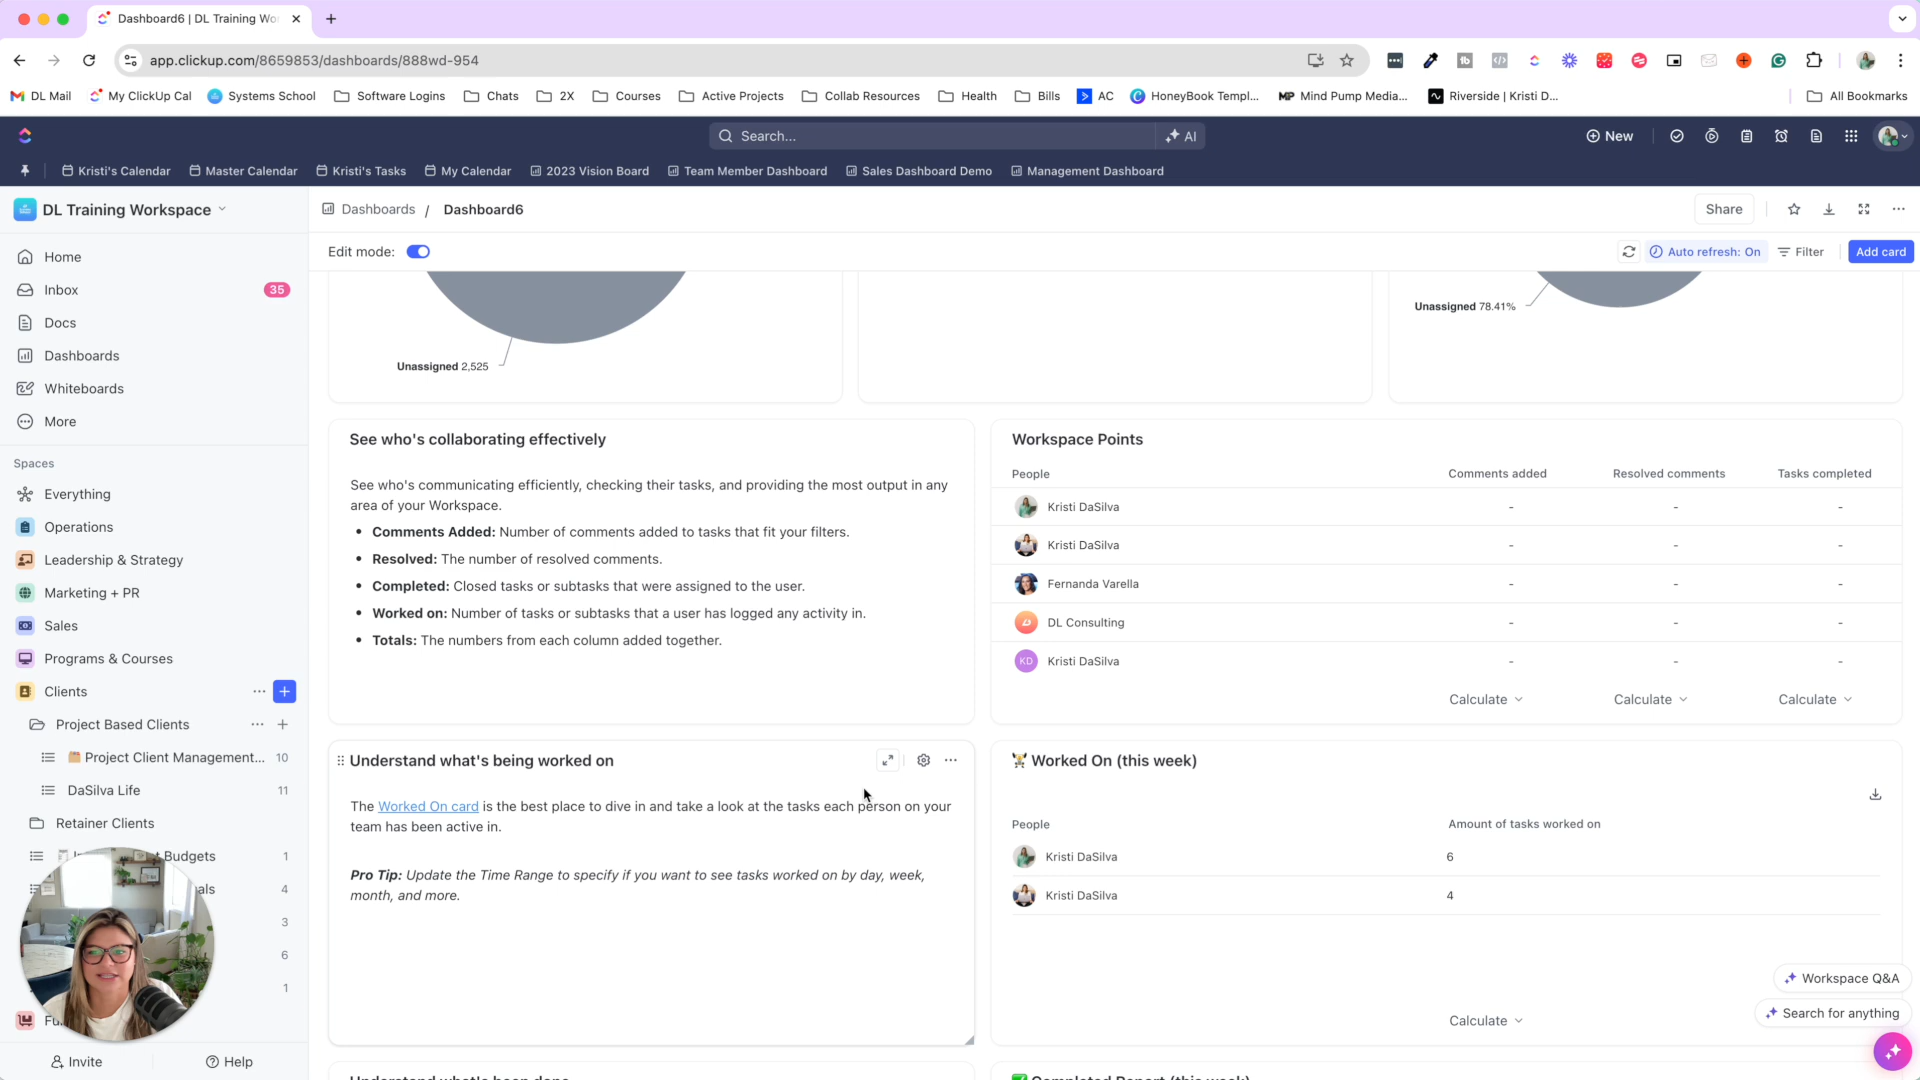 Dashboard6 | DL Training Wo
app.clickup.com/8659853/dashboards/888wd-954
DL Mail
My ClickUp Cal
Systems School
Software Logins
Chats
2X
Courses
Active Projects
Collab Resources
Health
Bills
AC
HoneyBook Templ...
MP Mind Pump Media...
Riverside | Kristi D...
All Bookmarks
Search...
AI
New
Kristi's Calendar
Master Calendar
Kristi's Tasks
My Calendar
2023 Vision Board
Team Member Dashboard
Sales Dashboard Demo
Management Dashboard
DL Training Workspace
Dashboards / Dashboard6
Share
Edit mode:
Auto refresh: On
Filter
Add card
Home
Inbox 35
Docs
Dashboards
Whiteboards
More
Spaces
Everything
Operations
Leadership & Strategy
Marketing + PR
Sales
Programs & Courses
Clients
Project Based Clients
Project Client Management... 10
DaSilva Life 11
Retainer Clients
t Budgets 1
als 4
3
6
1
Fu
Invite
Help
Unassigned 2,525
Unassigned 78.41%
See who's collaborating effectively
See who's communicating efficiently, checking their tasks, and providing the most output in any
area of your Workspace.
• Comments Added: Number of comments added to tasks that fit your filters.
• Resolved: The number of resolved comments.
• Completed: Closed tasks or subtasks that were assigned to the user.
• Worked on: Number of tasks or subtasks that a user has logged any activity in.
• Totals: The numbers from each column added together.
Workspace Points
People Comments added Resolved comments Tasks completed
Kristi DaSilva - - -
Kristi DaSilva - - -
Fernanda Varella - - -
DL Consulting - - -
KD Kristi DaSilva - - -
Calculate Calculate Calculate
Understand what's being worked on
The Worked On card is the best place to dive in and take a look at the tasks each person on your
team has been active in.
Pro Tip: Update the Time Range to specify if you want to see tasks worked on by day, week,
month, and more.
Worked On (this week)
People Amount of tasks worked on
Kristi DaSilva 6
Kristi DaSilva 4
Calculate
Workspace Q&A
Search for anything
Understand what's been done
Completed Report (this week)